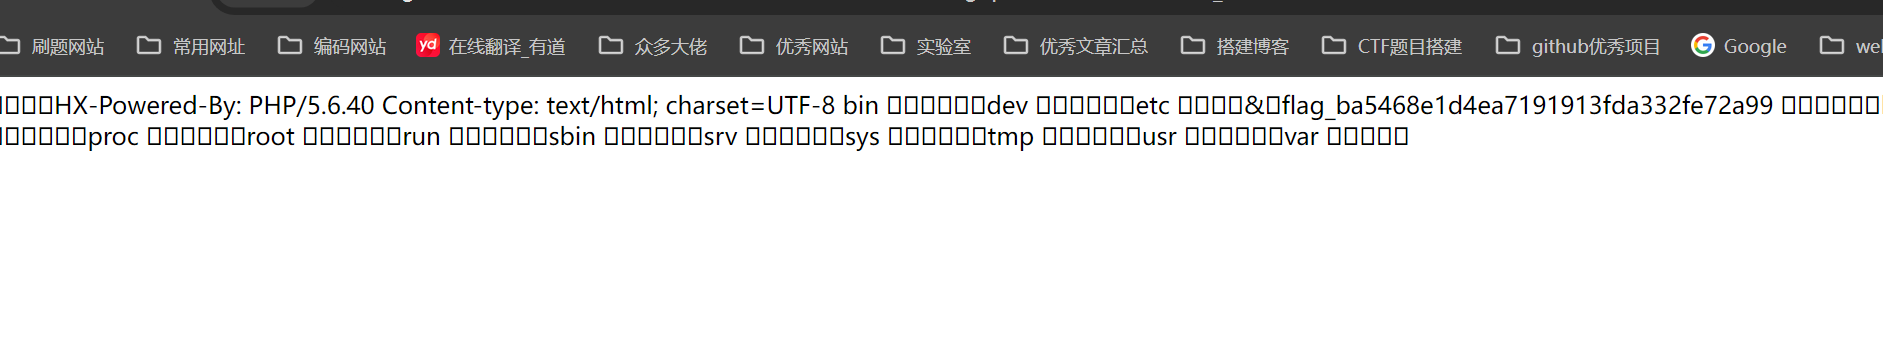 刷题网站 常用网址 编码网站 yd 在线翻译_有道 众多大佬 优秀网站 实验室 优秀文章汇总 搭建博客 CTF题目搭建 github优秀项目 Google
□□□□HX-Powered-By: PHP/5.6.40 Content-type: text/html; charset=UTF-8 bin □□□□□□dev □□□□□□etc □□□□&□flag_ba5468e1d4ea7191913fda332fe72a99 □□□□□□
□□□□□□proc □□□□□□root □□□□□□run □□□□□□sbin □□□□□□srv □□□□□□sys □□□□□□tmp □□□□□□usr □□□□□□var □□□□□